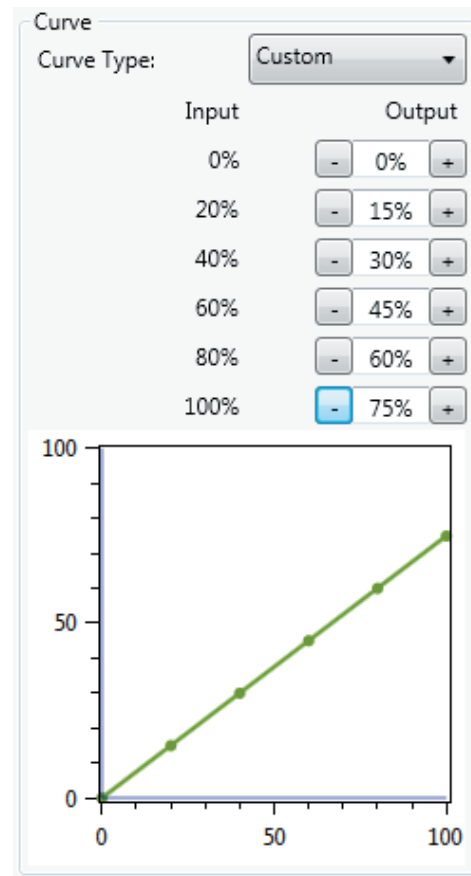 Curve
Curve Type: Custom
Input Output
0% - 0% +
20% - 15% +
40% - 30% +
60% - 45% +
80% - 60% +
100% - 75% +
100
50
0
0 50 100